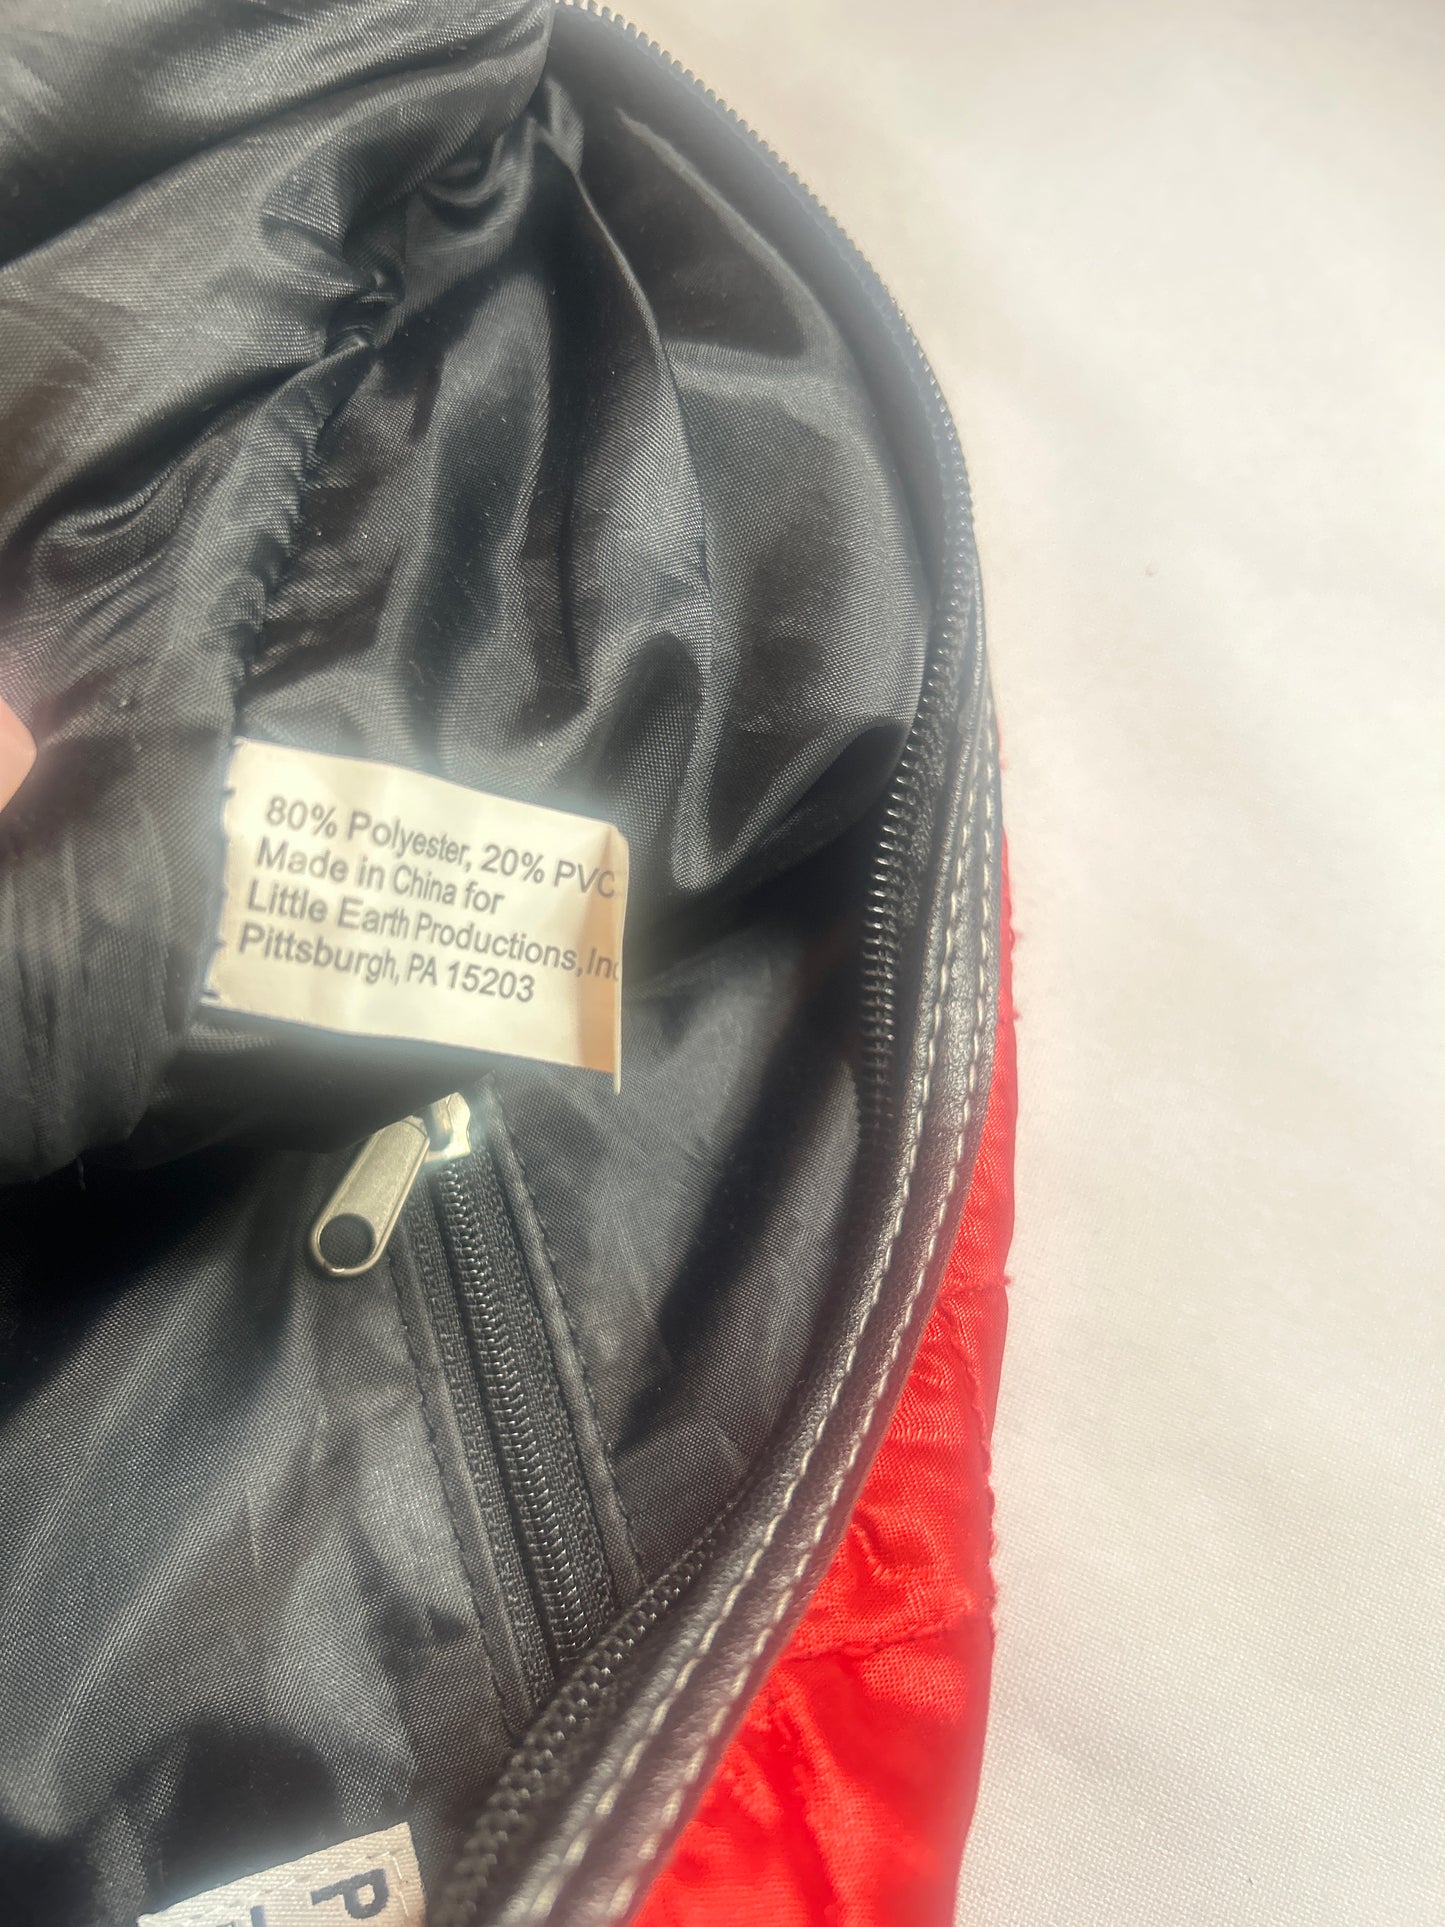 80% Polyester, 20% PVC
Made in China for
Little Earth Productions, Inc
Pittsburgh, PA 15203
P